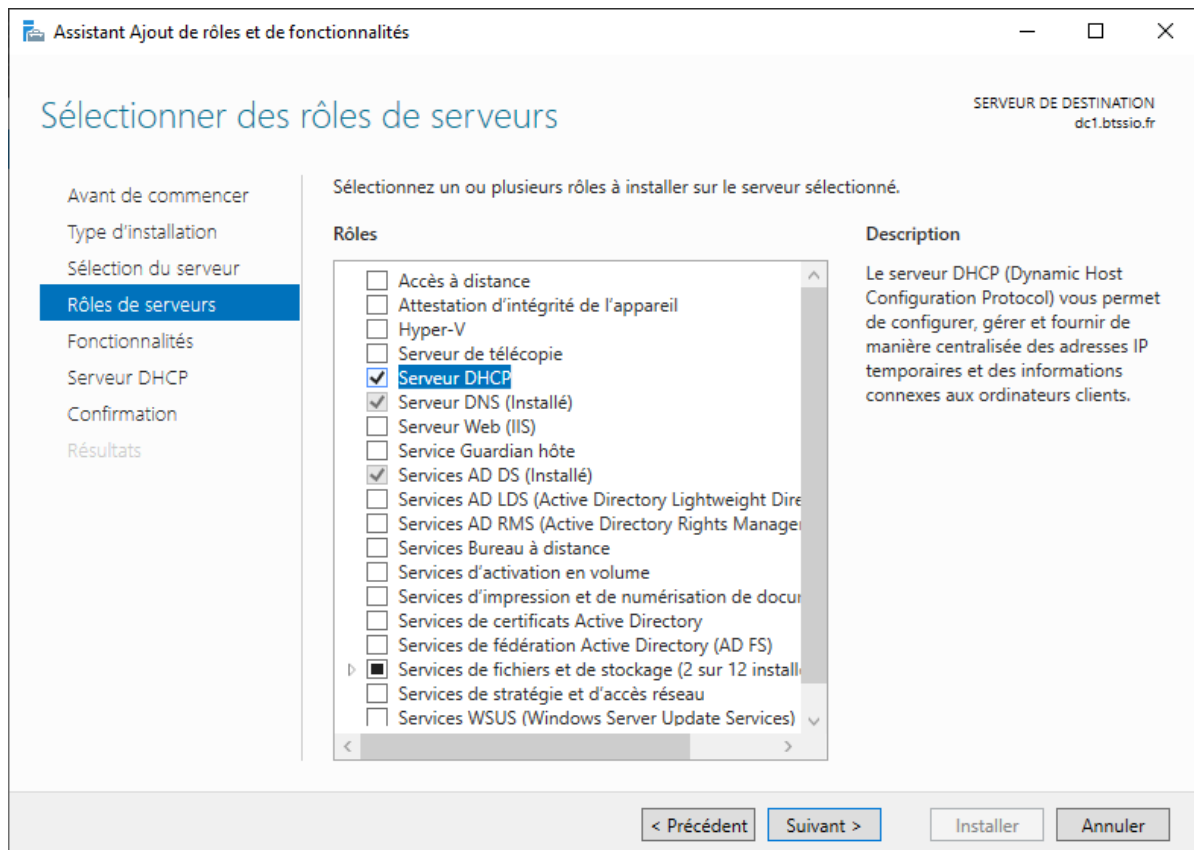 Assistant Ajout de rôles et de fonctionnalités
Sélectionner des rôles de serveurs
SERVEUR DE DESTINATION
dc1.btssio.fr
Avant de commencer
Type d'installation
Sélection du serveur
Rôles de serveurs
Fonctionnalités
Serveur DHCP
Confirmation
Résultats
Sélectionnez un ou plusieurs rôles à installer sur le serveur sélectionné.
Rôles
Accès à distance
Attestation d'intégrité de l'appareil
Hyper-V
Serveur de télécopie
Serveur DHCP
Serveur DNS (Installé)
Serveur Web (IIS)
Service Guardian hôte
Services AD DS (Installé)
Services AD LDS (Active Directory Lightweight Dire
Services AD RMS (Active Directory Rights Manager
Services Bureau à distance
Services d'activation en volume
Services d'impression et de numérisation de docur
Services de certificats Active Directory
Services de fédération Active Directory (AD FS)
Services de fichiers et de stockage (2 sur 12 install
Services de stratégie et d'accès réseau
Services WSUS (Windows Server Update Services)
Description
Le serveur DHCP (Dynamic Host
Configuration Protocol) vous permet
de configurer, gérer et fournir de
manière centralisée des adresses IP
temporaires et des informations
connexes aux ordinateurs clients.
< Précédent
Suivant >
Installer
Annuler